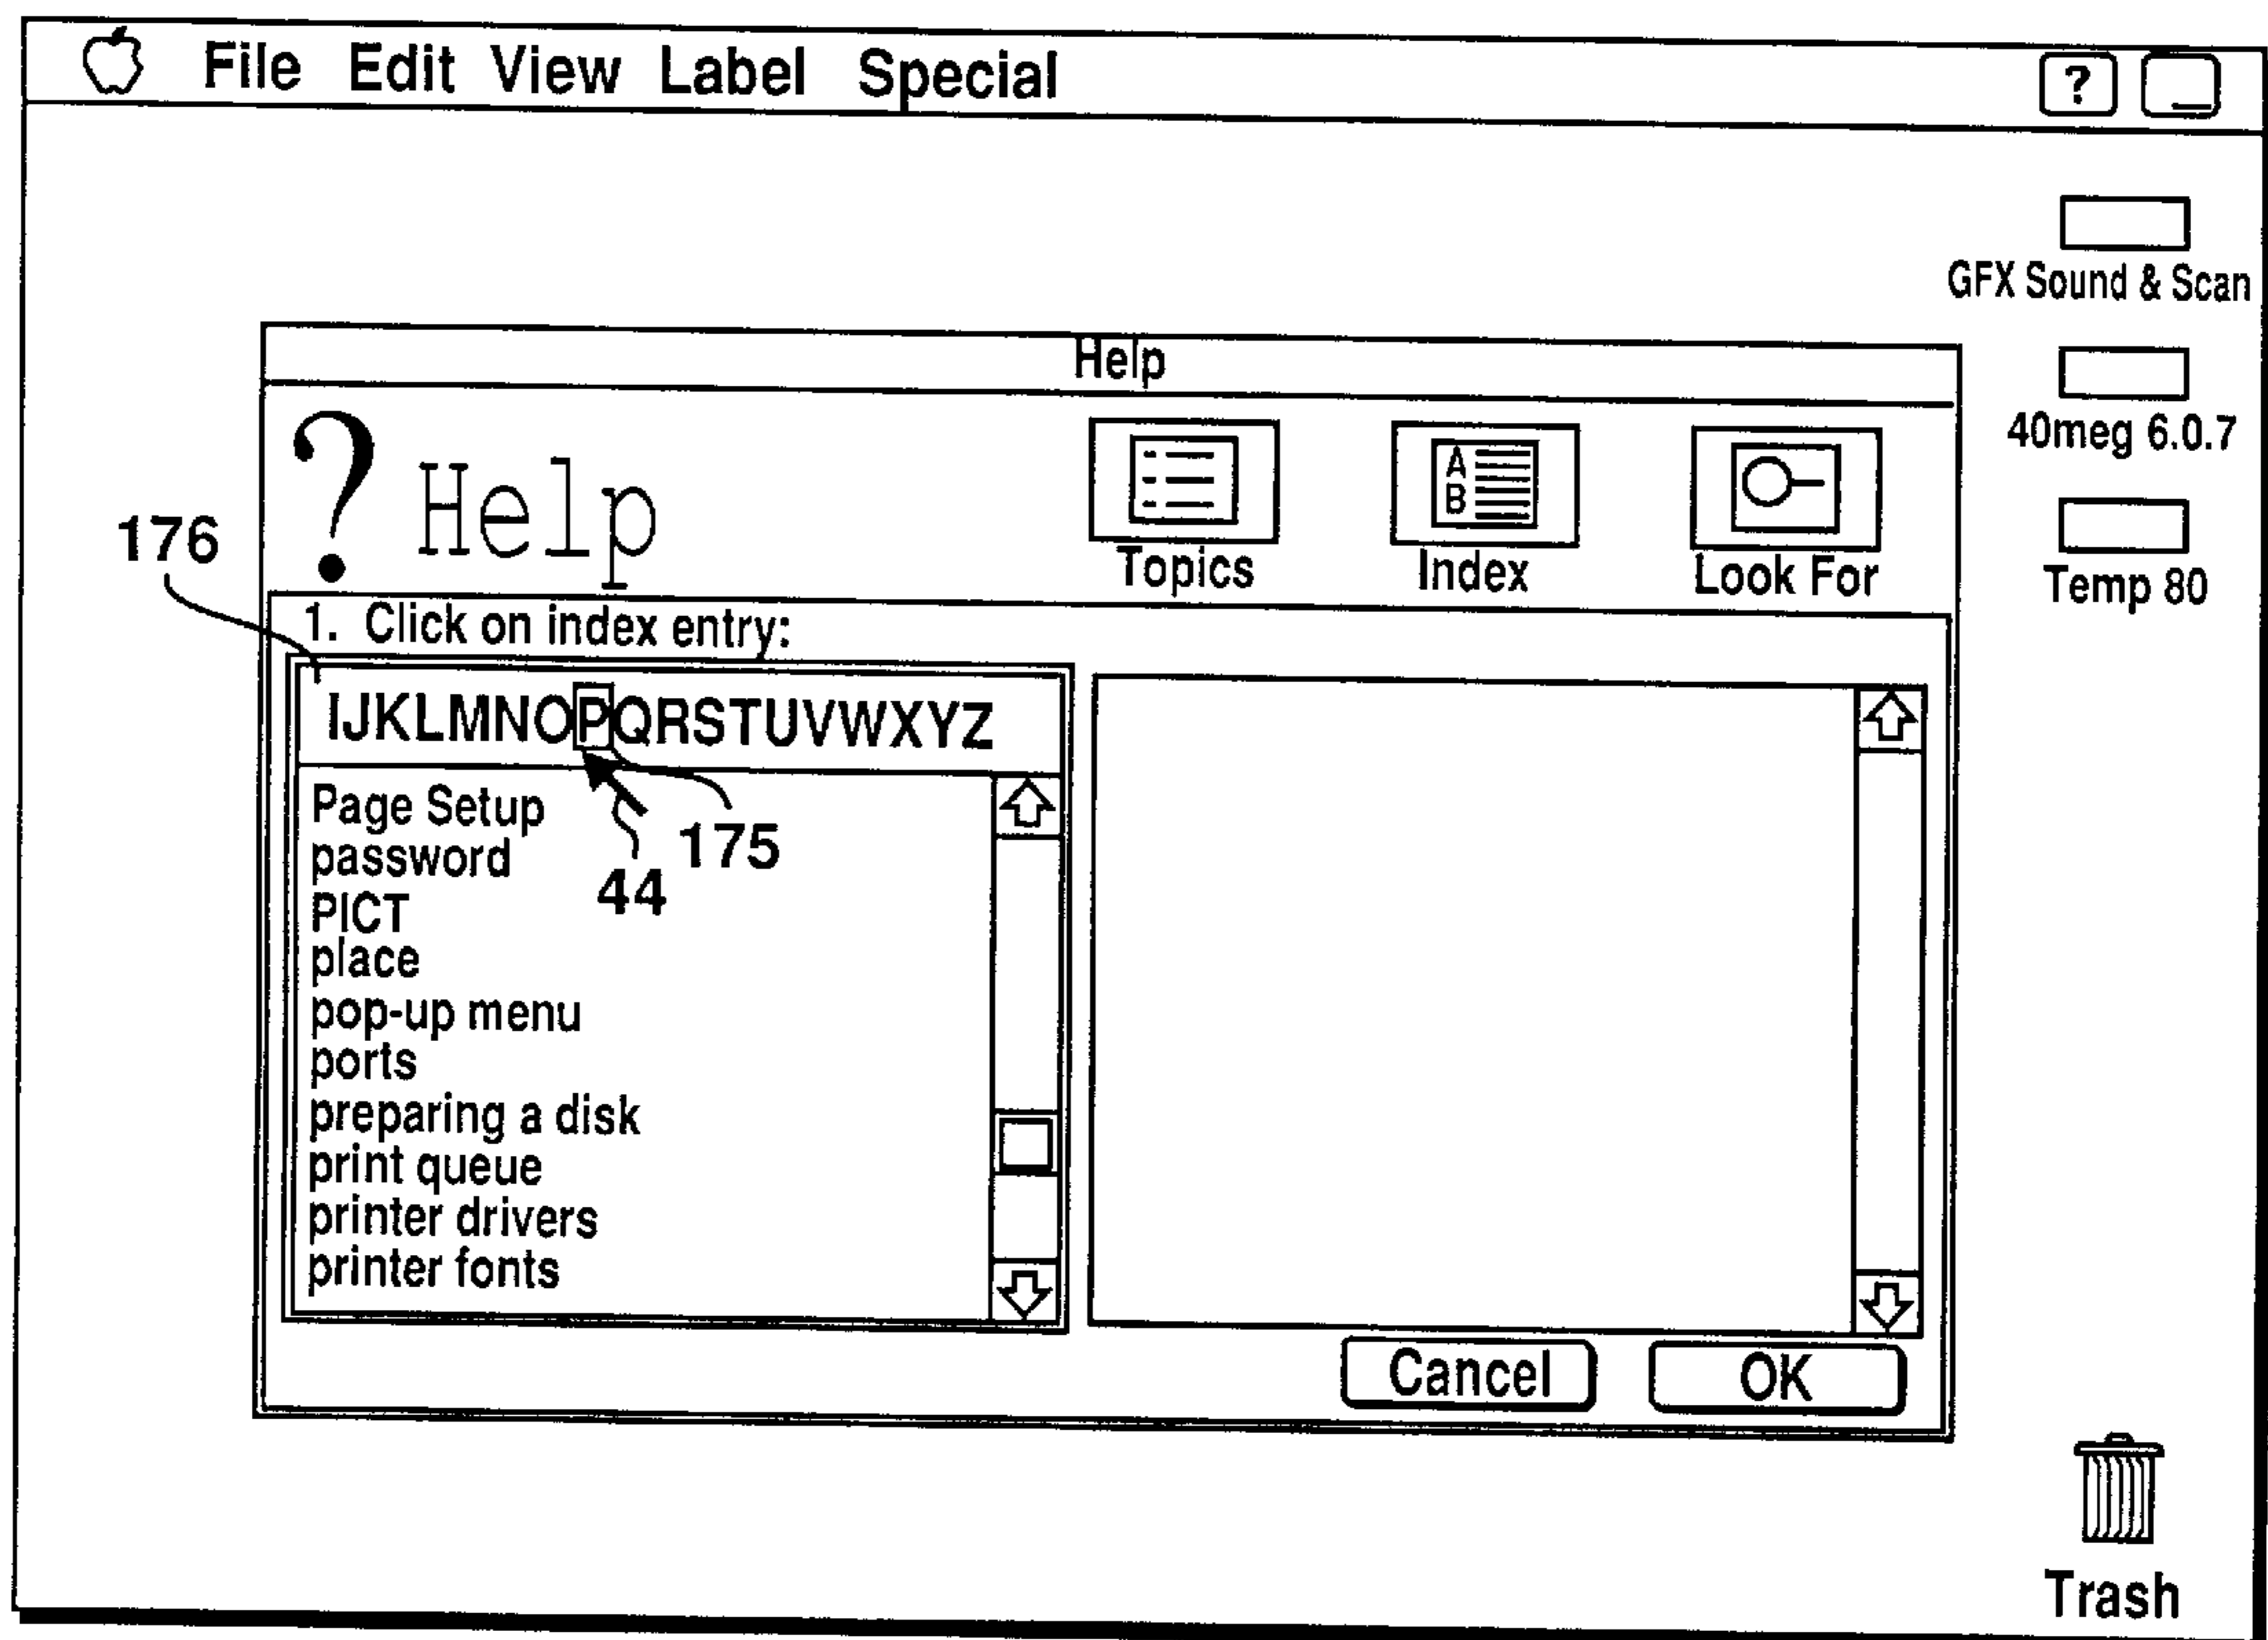 File Edit View Label Special ?
GFX Sound & Scan
Help
40meg 6.0.7
? Help
A
B
176
Topics Index Look For
Temp 80
1. Click on index entry:
IJKLMNOPQRSTUVWXYZ
Page Setup
175
password
44
PICT
place
pop-up menu
ports
preparing a disk
print queue
printer drivers
printer fonts
Cancel OK
Trash